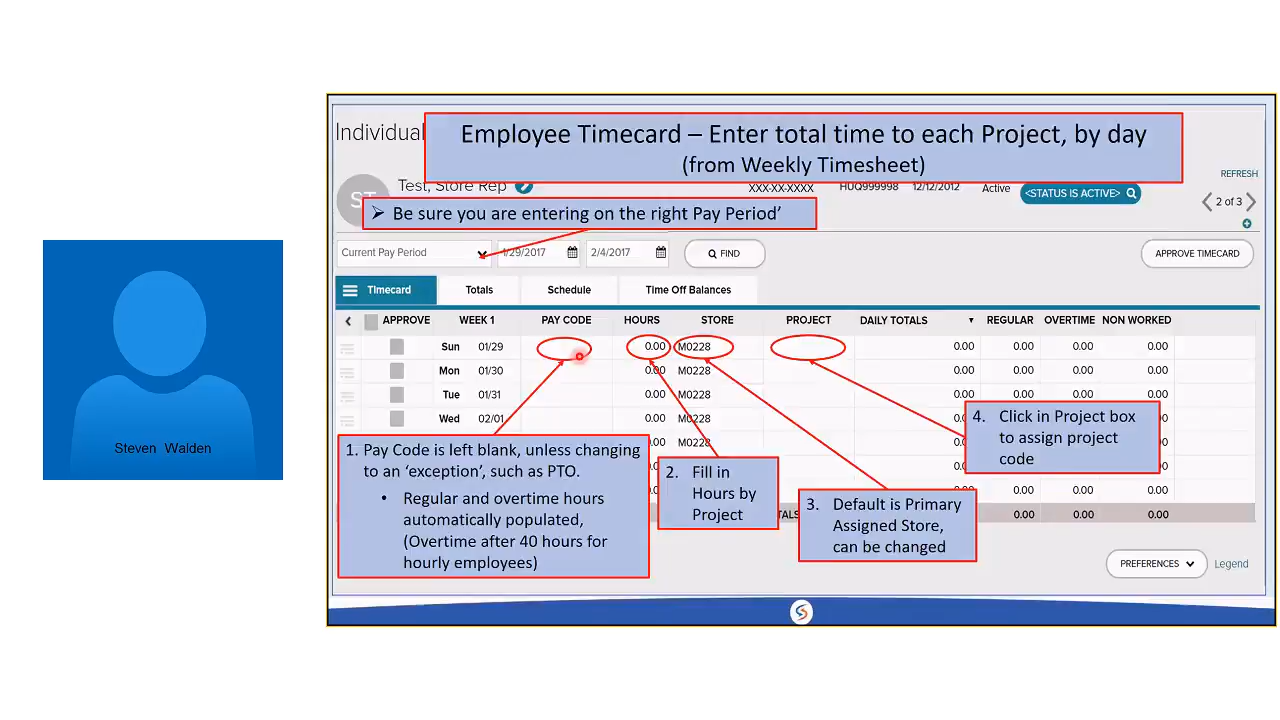 Individual
Employee Timecard – Enter total time to each Project, by day
(from Weekly Timesheet)
Test, Store Rep
XXX-XX-XXXX HUQ999998 12/12/2012 Active <STATUS IS ACTIVE>
REFRESH
2 of 3
ST
➢ Be sure you are entering on the right Pay Period’
Current Pay Period 1/29/2017 2/4/2017 FIND APPROVE TIMECARD
Timecard Totals Schedule Time Off Balances
APPROVE WEEK 1 PAY CODE HOURS STORE PROJECT DAILY TOTALS REGULAR OVERTIME NON WORKED
Sun 01/29 0.00 M0228 0.00 0.00 0.00 0.00
Mon 01/30 0.00 M0228 0.00 0.00 0.00 0.00
Tue 01/31 0.00 M0228 0.00 0.00 0.00 0.00
Wed 02/01 0.00 M0228
M0228
0.00 0.00 0.00
0.00 0.00 0.00
1. Pay Code is left blank, unless changing
to an ‘exception’, such as PTO.
• Regular and overtime hours
automatically populated,
(Overtime after 40 hours for
hourly employees)
2. Fill in
Hours by
Project
3. Default is Primary
Assigned Store,
can be changed
4. Click in Project box
to assign project
code
PREFERENCES Legend
Steven Walden